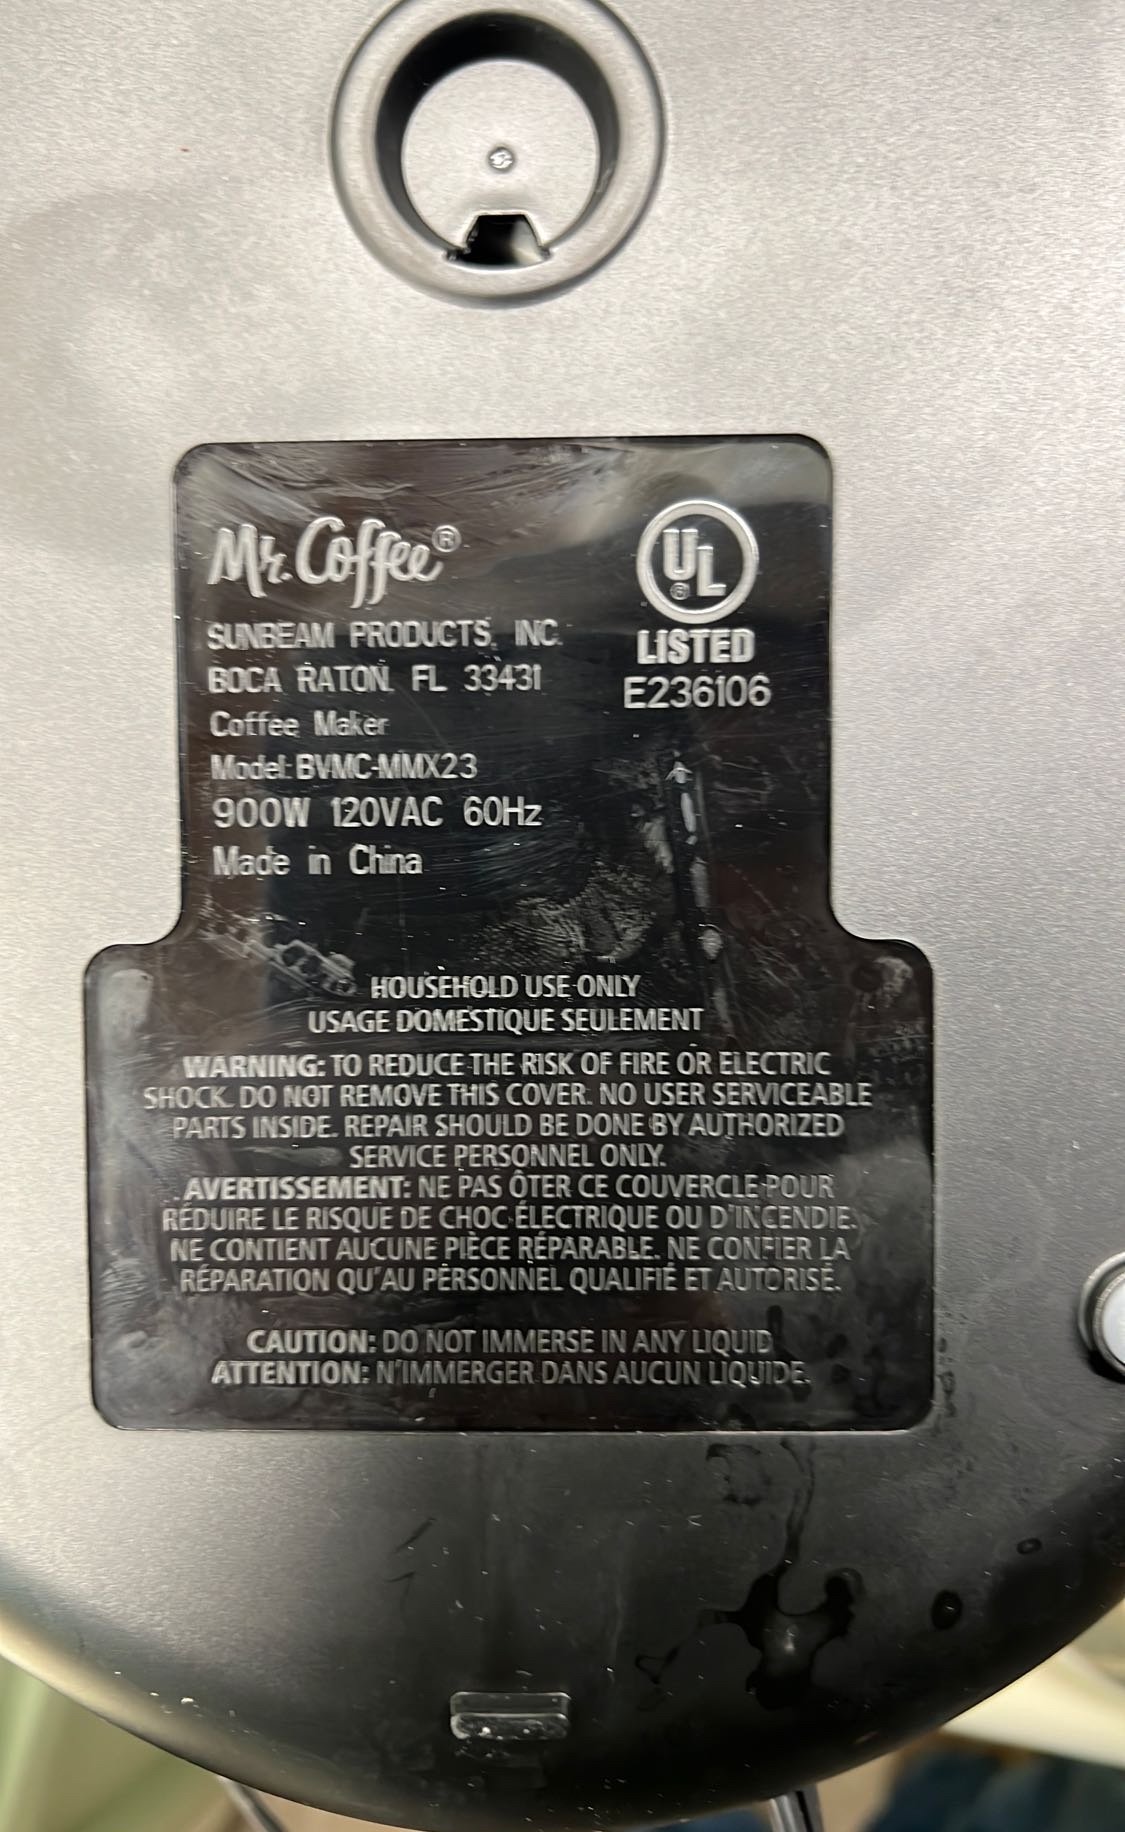 Mr. Coffee®
SUNBEAM PRODUCTS, INC.
BOCA RATON, FL 33431
Coffee Maker
Model: BVMC-MMX23
900W 120VAC 60Hz
Made in China
UL®
LISTED
E236106
HOUSEHOLD USE ONLY
USAGE DOMESTIQUE SEULEMENT
WARNING: TO REDUCE THE RISK OF FIRE OR ELECTRIC
SHOCK. DO NOT REMOVE THIS COVER. NO USER SERVICEABLE
PARTS INSIDE. REPAIR SHOULD BE DONE BY AUTHORIZED
SERVICE PERSONNEL ONLY.
AVERTISSEMENT: NE PAS ÔTER CE COUVERCLE POUR
RÉDUIRE LE RISQUE DE CHOC ÉLECTRIQUE OU D'INCENDIE.
NE CONTIENT AUCUNE PIÈCE RÉPARABLE. NE CONFIER LA
RÉPARATION QU'AU PERSONNEL QUALIFIÉ ET AUTORISÉ.
CAUTION: DO NOT IMMERSE IN ANY LIQUID
ATTENTION: N'IMMERGER DANS AUCUN LIQUIDE.